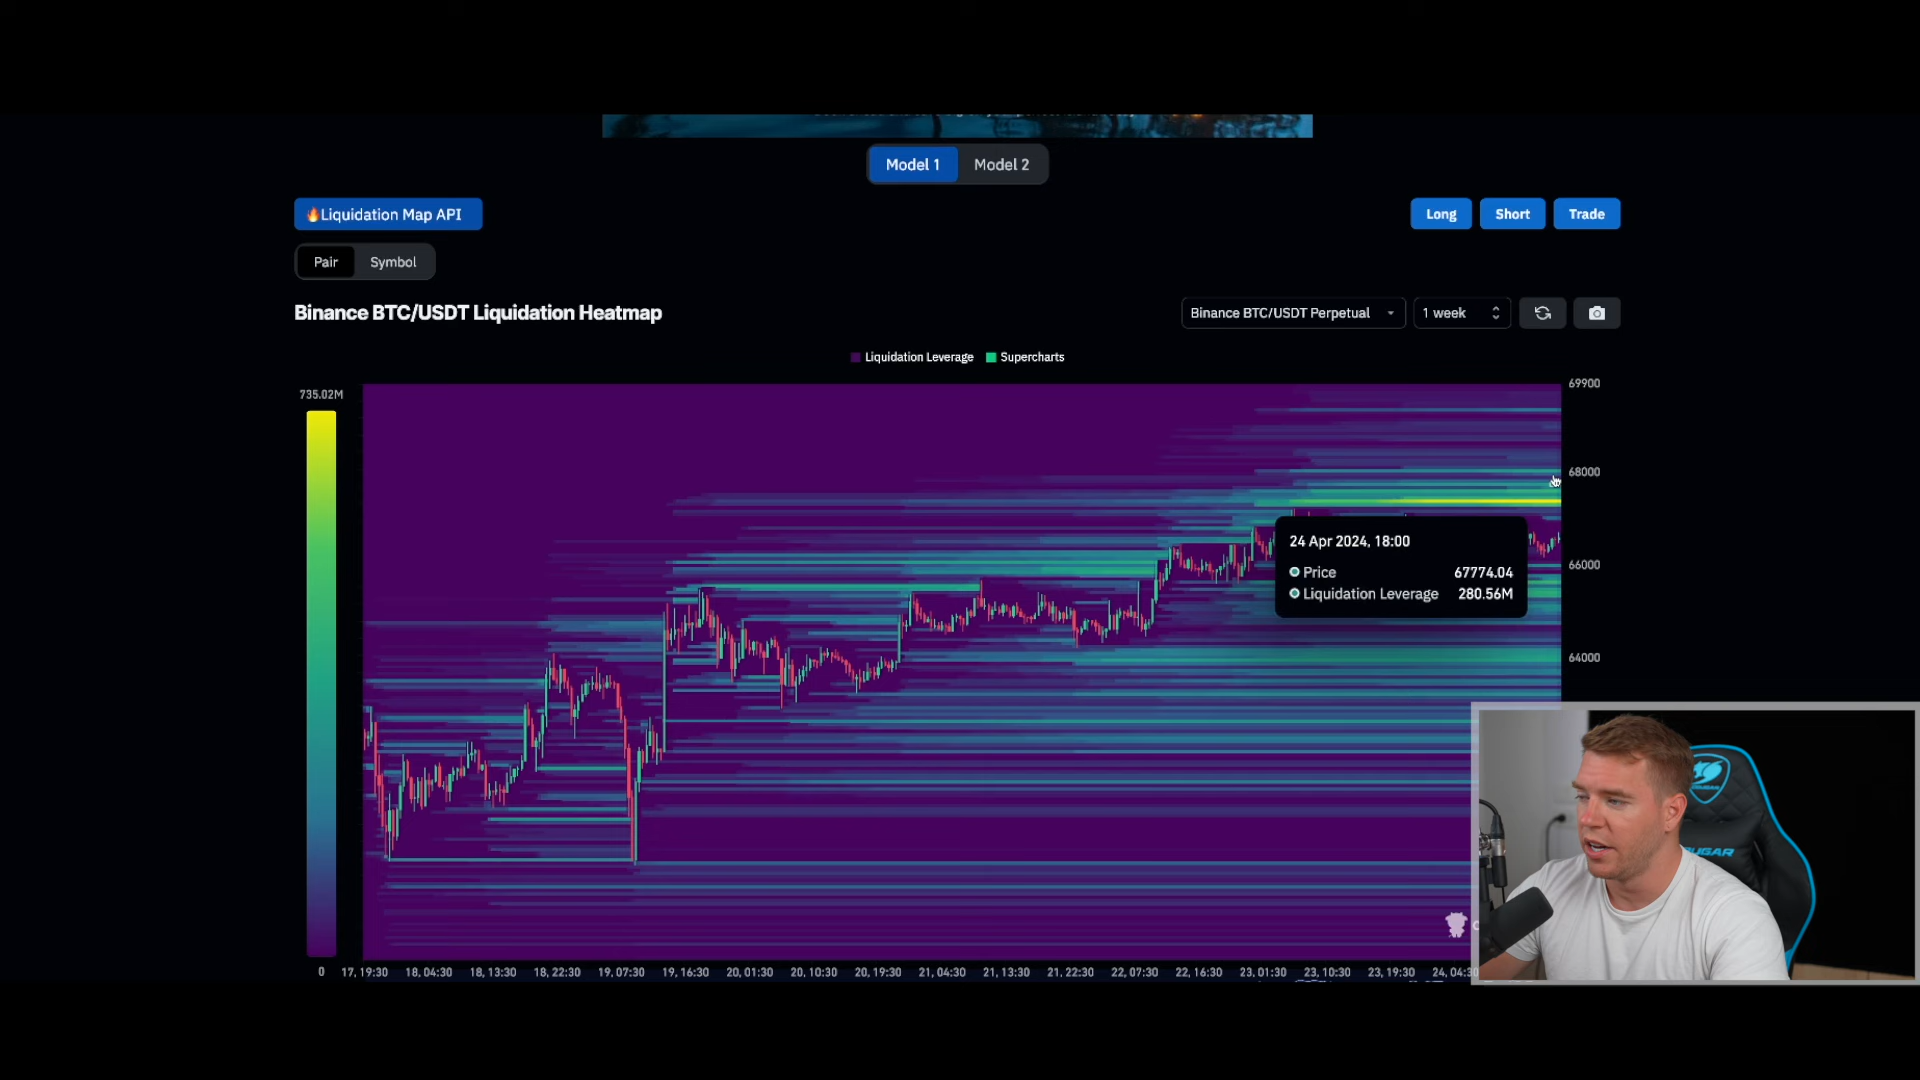 Model 1 Model 2
Liquidation Map API
Long Short Trade
Pair Symbol
Binance BTC/USDT Liquidation Heatmap
Binance BTC/USDT Perpetual 1 week
Liquidation Leverage Supercharts
735.02M
69900
68000
24 Apr 2024, 18:00
66000
Price 67774.04
Liquidation Leverage 280.56M
64000
0 17, 19:30 18, 04:30 18, 13:30 18, 22:30 19, 07:30 19, 16:30 20, 01:30 20, 10:30 20, 19:30 21, 04:30 21, 13:30 21, 22:30 22, 07:30 22, 16:30 23, 01:30 23, 10:30 23, 19:30 24, 04:30